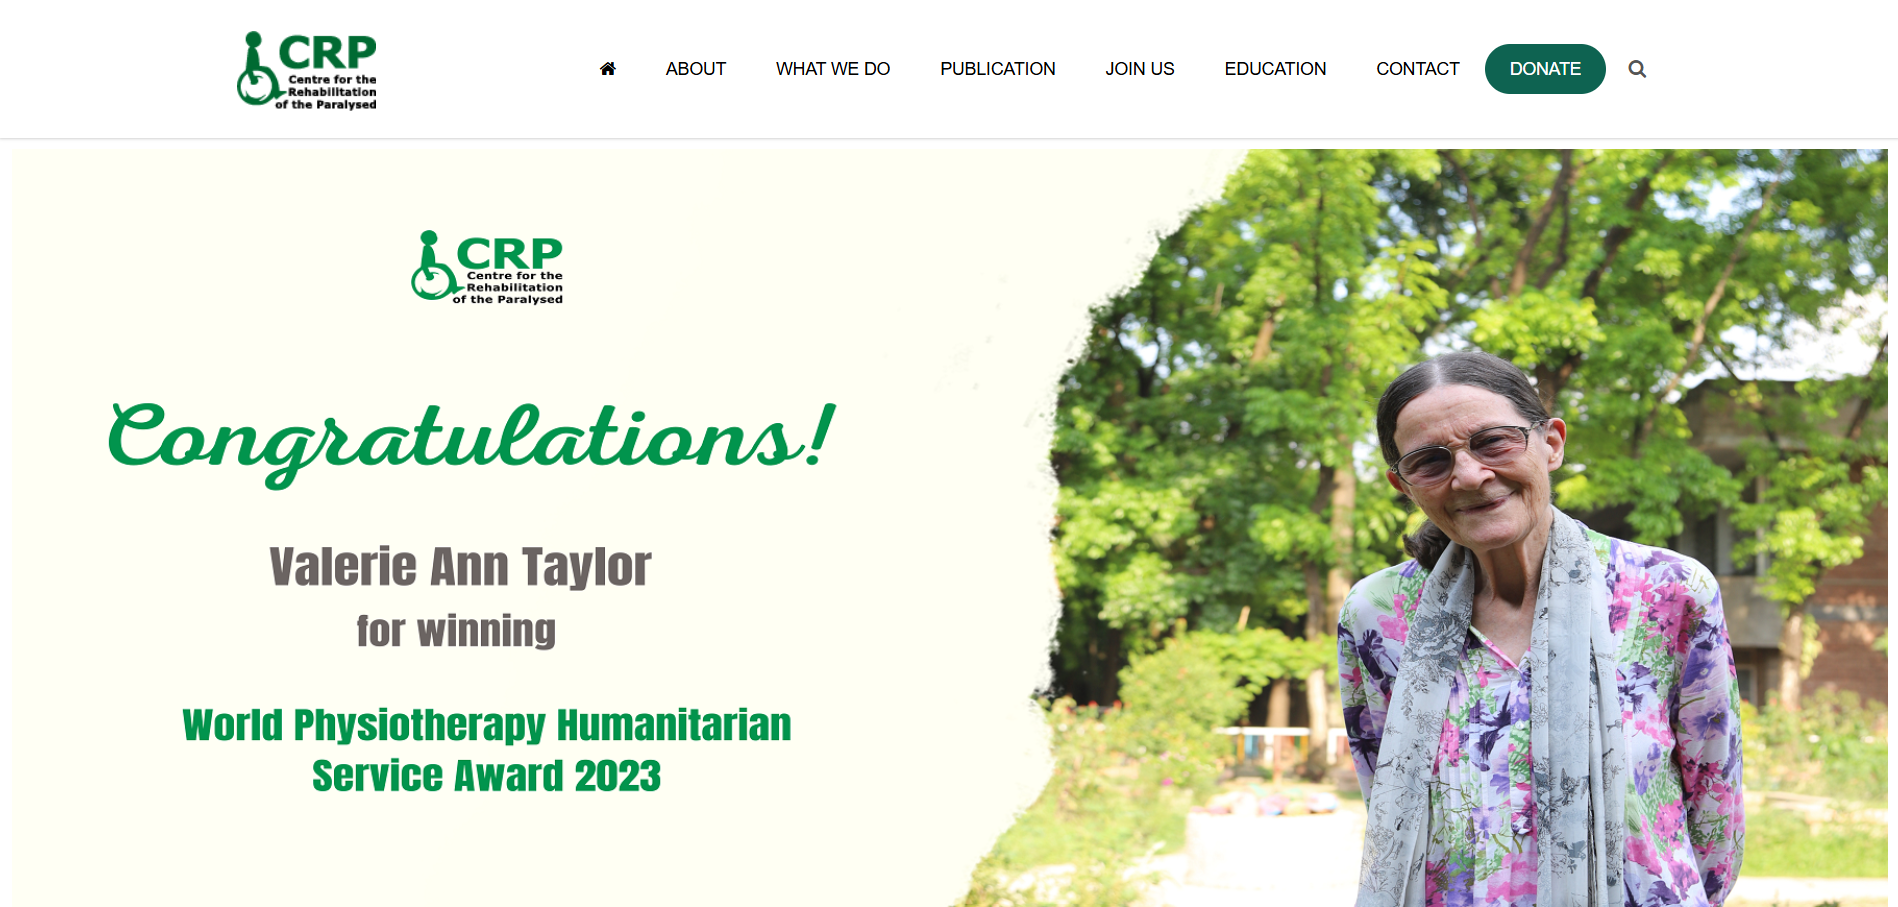 CRP
Centre for the
Rehabilitation
of the Paralysed
ABOUT
WHAT WE DO
PUBLICATION
JOIN US
EDUCATION
CONTACT
DONATE
CRP
Centre for the
Rehabilitation
of the Paralysed
Congratulations!
Valerie Ann Taylor
for winning
World Physiotherapy Humanitarian
Service Award 2023